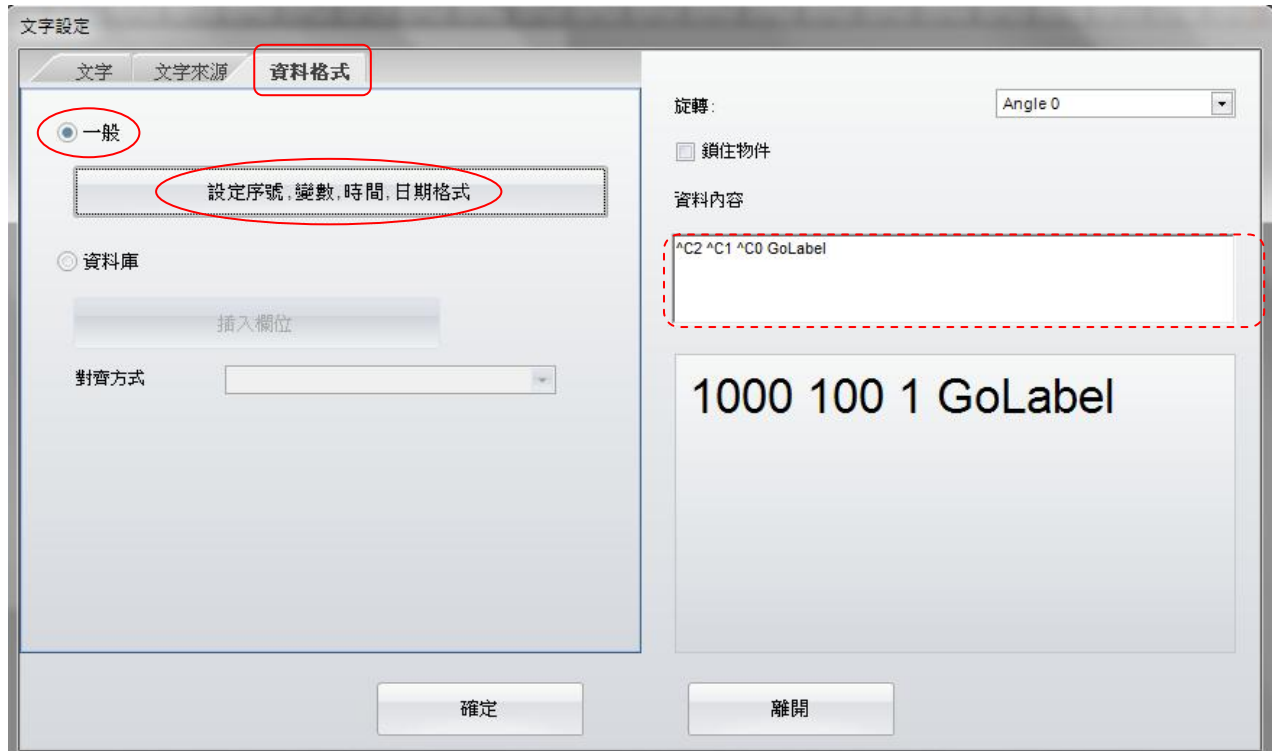 文字設定
文字
文字來源
資料格式
一般
設定序號,變數,時間,日期格式
資料庫
插入欄位
對齊方式
旋轉:
Angle 0
鎖住物件
資料內容
^C2 ^C1 ^C0 GoLabel
1000 100 1 GoLabel
確定
離開